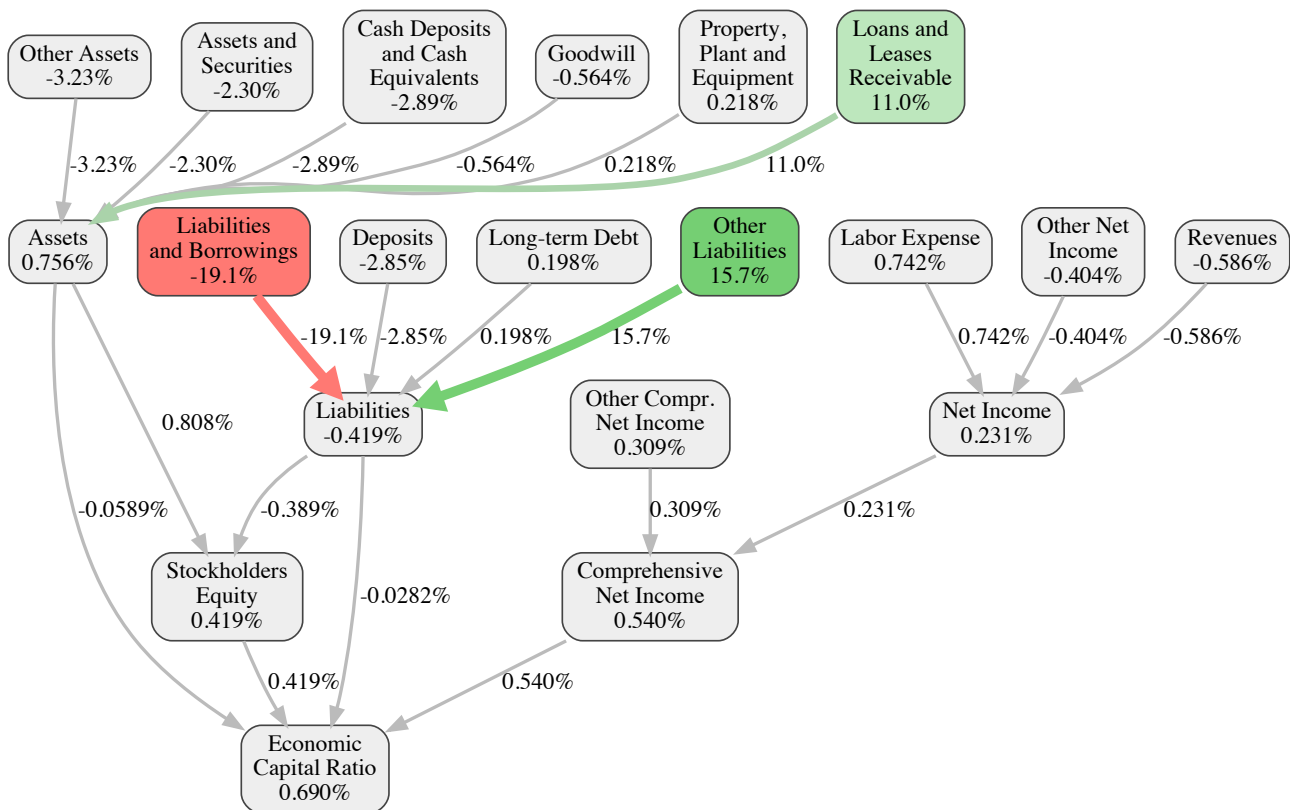 Other Assets
-3.23%
Assets and
Securities
-2.30%
Cash Deposits
and Cash
Equivalents
-2.89%
Goodwill
-0.564%
Property,
Plant and
Equipment
0.218%
Loans and
Leases
Receivable
11.0%
-3.23%
-2.30%
-2.89%
-0.564%
0.218%
11.0%
Assets
0.756%
Liabilities
and Borrowings
-19.1%
Deposits
-2.85%
Long-term Debt
0.198%
Other
Liabilities
15.7%
Labor Expense
0.742%
Other Net
Income
-0.404%
Revenues
-0.586%
-19.1%
-2.85%
0.198%
15.7%
0.742%
-0.404%
-0.586%
0.808%
Liabilities
-0.419%
Other Compr.
Net Income
0.309%
Net Income
0.231%
-0.0589%
-0.389%
0.309%
0.231%
Stockholders
Equity
0.419%
-0.0282%
Comprehensive
Net Income
0.540%
0.419%
0.540%
Economic
Capital Ratio
0.690%